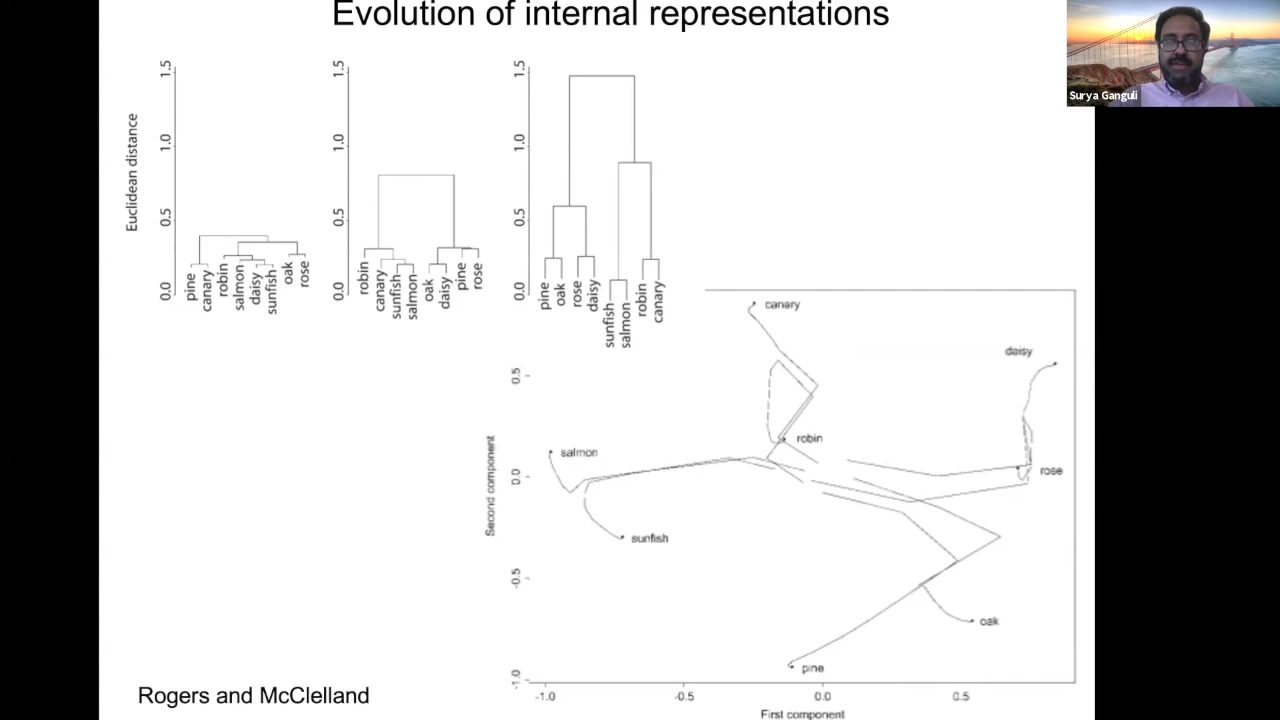 Evolution of internal representations
Surya Ganguli
Euclidean distance
0.0 0.5 1.0 1.5
pine canary robin salmon daisy sunfish oak rose
0.0 0.5 1.0 1.5
robin canary sunfish salmon oak daisy pine rose
0.0 0.5 1.0 1.5
pine oak rose daisy sunfish salmon robin canary
canary
daisy
robin
salmon
rose
sunfish
oak
pine
Second component
0.5
0.0
-0.5
-1.0
-1.0 -0.5 0.0 0.5
First component
Rogers and McClelland